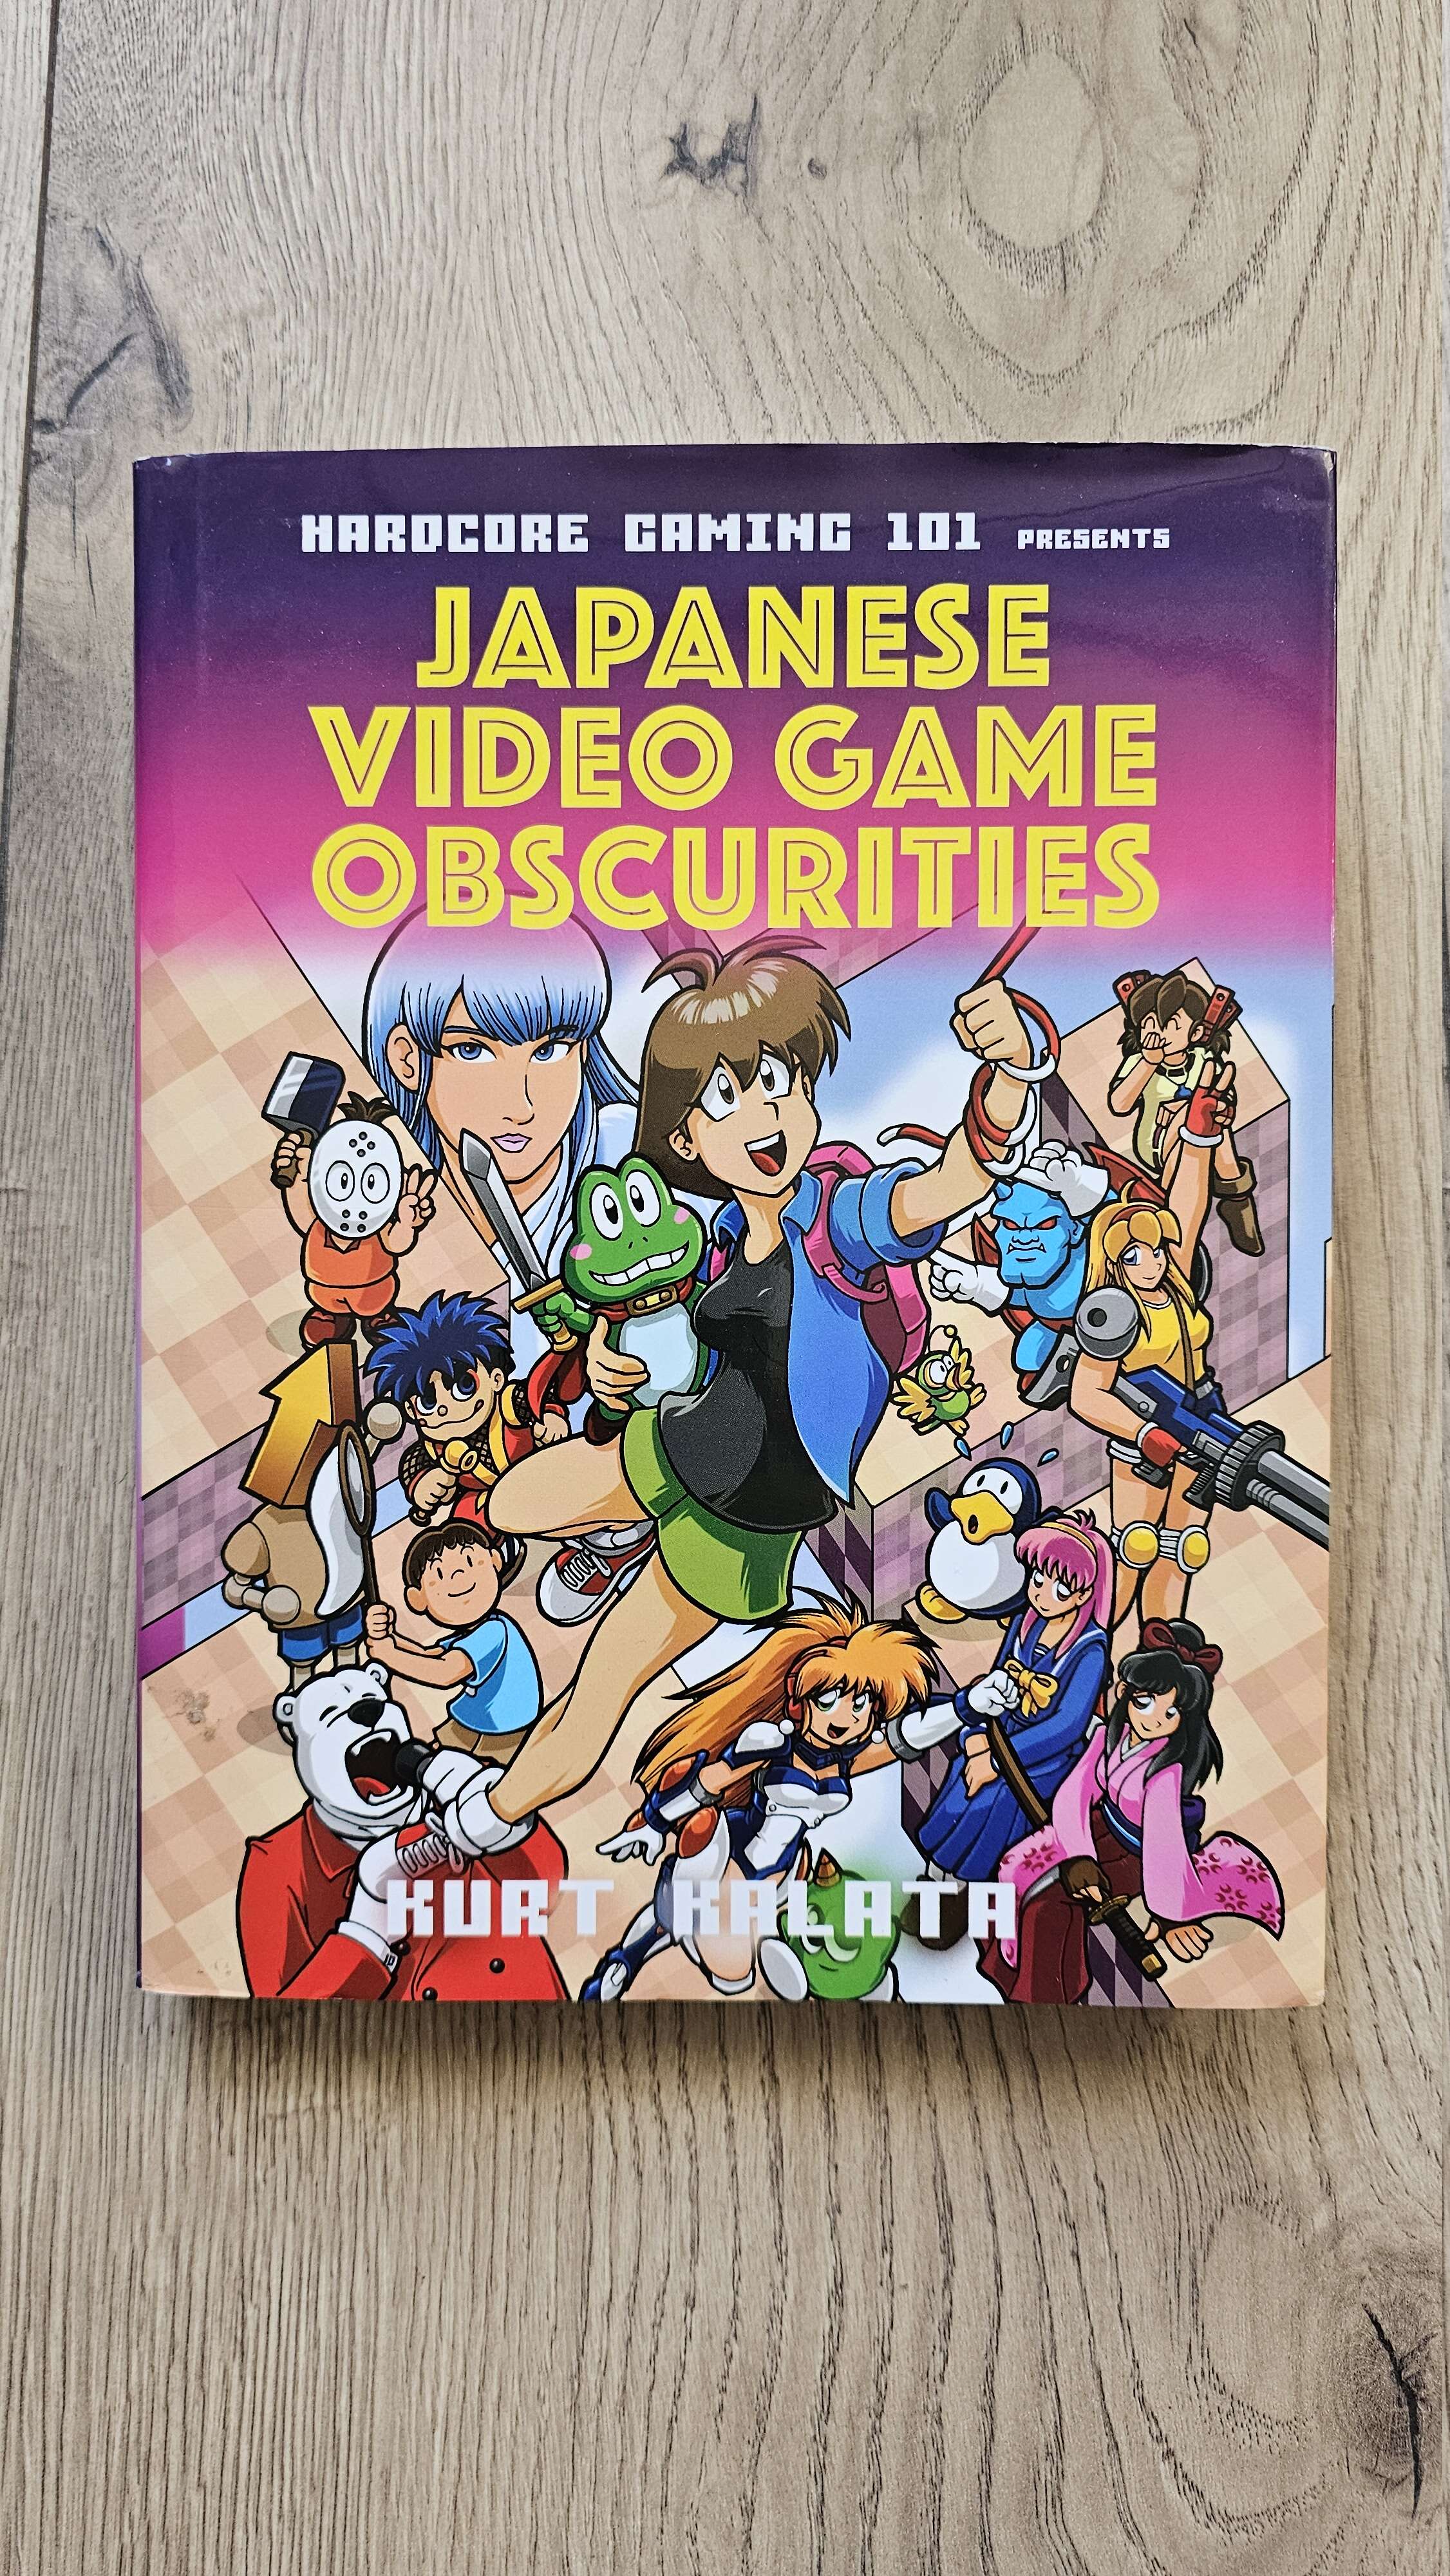 HARDCORE GAMING 101 PRESENTS
JAPANESE
VIDEO GAME
OBSCURITIES
KURT KALATA